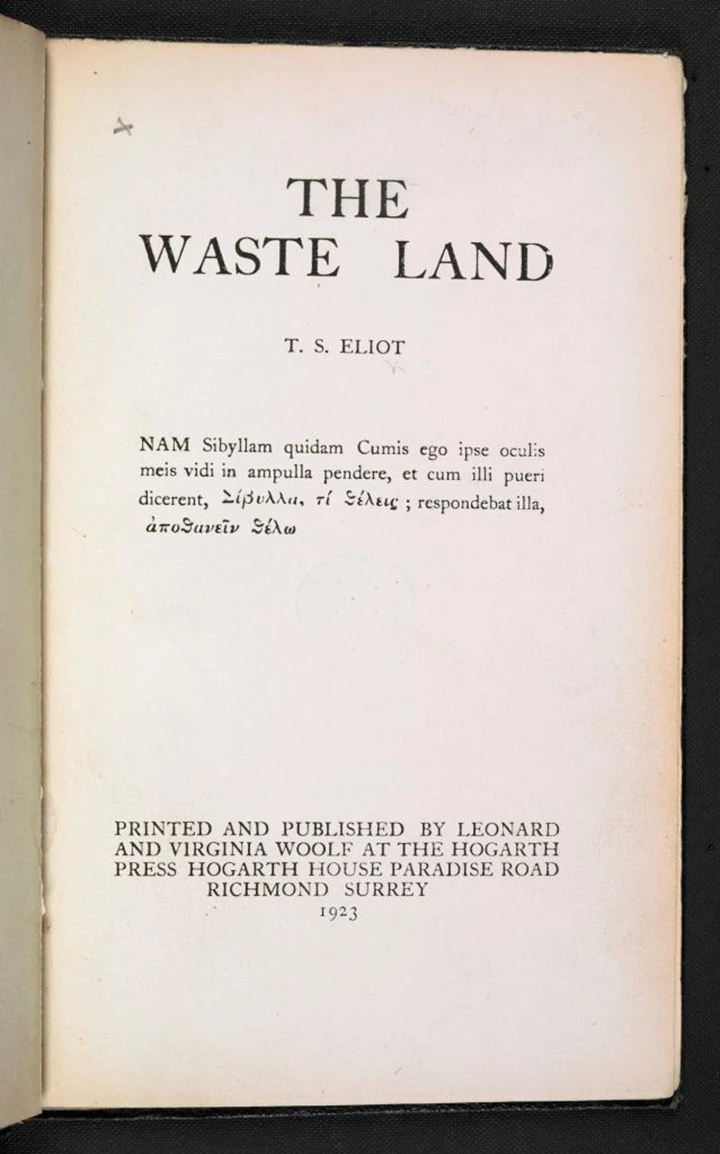 THE
WASTE LAND
T. S. ELIOT
NAM Sibyllam quidam Cumis ego ipse oculis
meis vidi in ampulla pendere, et cum illi pueri
dicerent, Σίβυλλα, τί ϑέλεις ; respondebat illa,
ἀποϑανεῖν ϑέλω
PRINTED AND PUBLISHED BY LEONARD
AND VIRGINIA WOOLF AT THE HOGARTH
PRESS HOGARTH HOUSE PARADISE ROAD
RICHMOND SURREY
1923